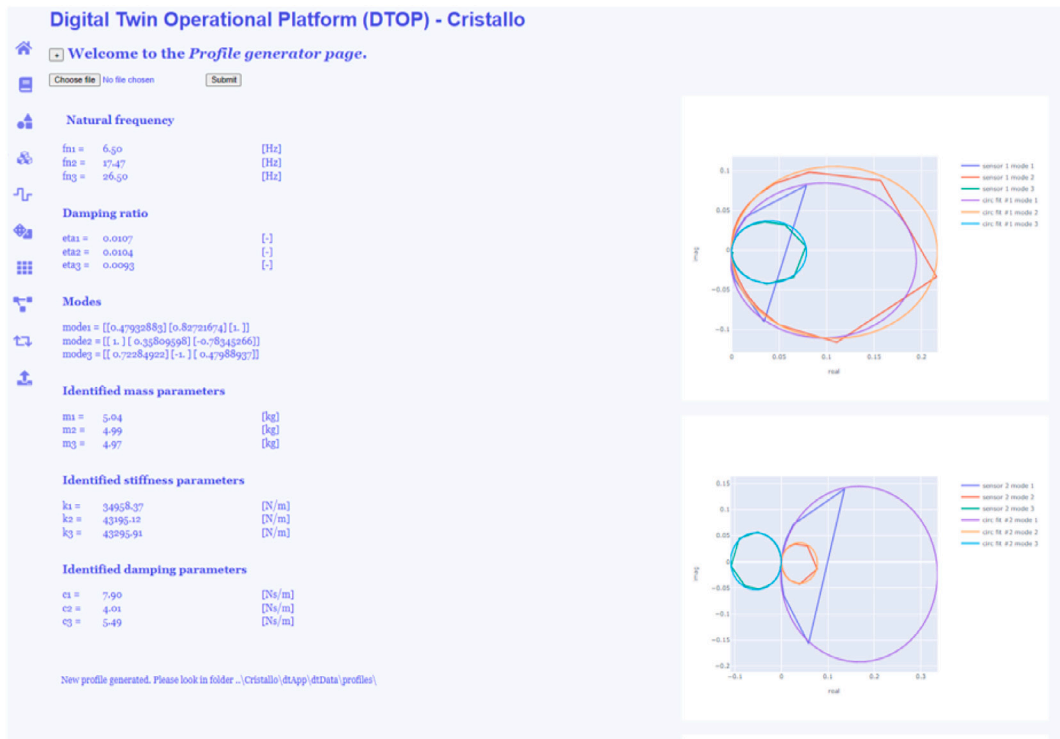 Digital Twin Operational Platform (DTOP) - Cristallo
+ Welcome to the Profile generator page.
Choose file No file chosen Submit
Natural frequency
fn1 = 6.50 [Hz]
fn2 = 17.47 [Hz]
fn3 = 26.50 [Hz]
Damping ratio
eta1 = 0.0107 [-]
eta2 = 0.0104 [-]
eta3 = 0.0093 [-]
Modes
mode1 = [[0.47932883] [0.82721674] [1. ]]
mode2 = [[ 1. ] [ 0.35809598] [-0.78345266]]
mode3 = [[ 0.72284922] [-1. ] [ 0.47988937]]
Identified mass parameters
m1 = 5.04 [kg]
m2 = 4.99 [kg]
m3 = 4.97 [kg]
Identified stiffness parameters
k1 = 34958.37 [N/m]
k2 = 43195.12 [N/m]
k3 = 43295.91 [N/m]
Identified damping parameters
c1 = 7.90 [Ns/m]
c2 = 4.01 [Ns/m]
c3 = 5.49 [Ns/m]
New profile generated. Please look in folder ..\Cristallo\dtApp\dtData\profiles\
0.1
0.05
0
−0.05
−0.1
imag
0 0.05 0.1 0.15 0.2
real
sensor 1 mode 1
sensor 1 mode 2
sensor 1 mode 3
circ fit #1 mode 1
circ fit #1 mode 2
circ fit #1 mode 3
0.15
0.1
0.05
0
−0.05
−0.1
−0.15
−0.2
imag
−0.1 0 0.1 0.2 0.3
real
sensor 2 mode 1
sensor 2 mode 2
sensor 2 mode 3
circ fit #2 mode 1
circ fit #2 mode 2
circ fit #2 mode 3